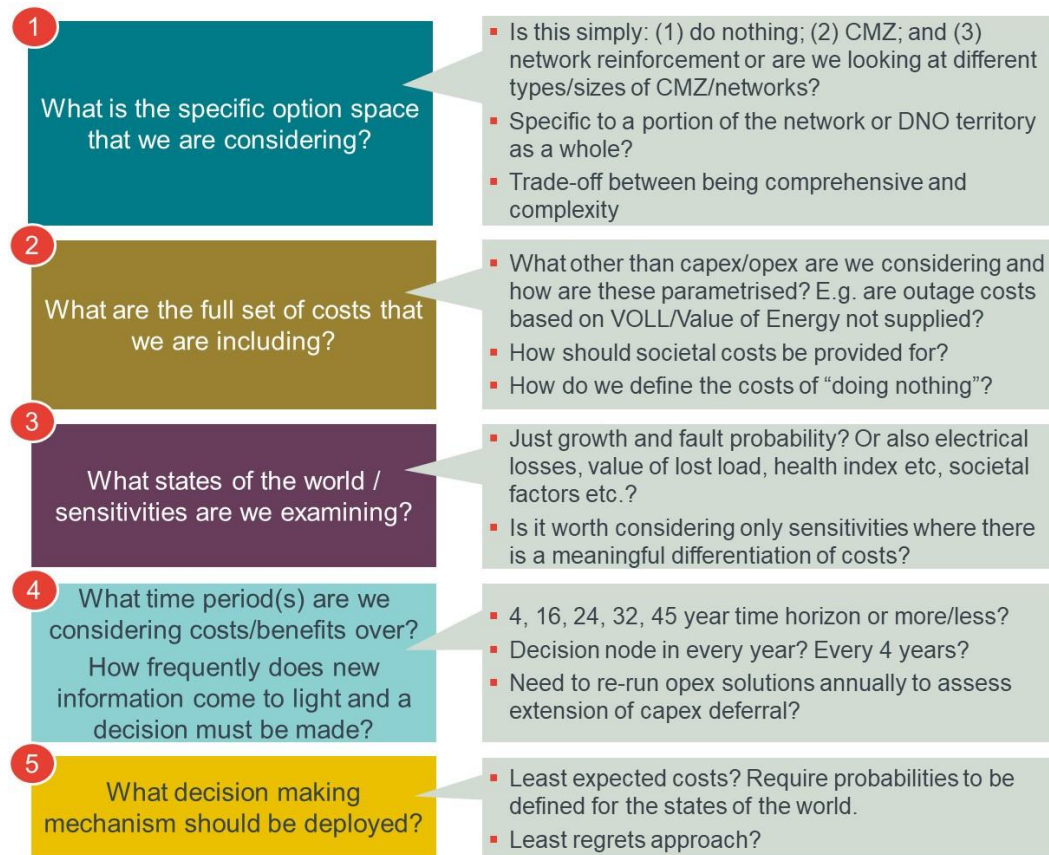 1
What is the specific option space
that we are considering?
▪ Is this simply: (1) do nothing; (2) CMZ; and (3)
network reinforcement or are we looking at different
types/sizes of CMZ/networks?
▪ Specific to a portion of the network or DNO territory
as a whole?
▪ Trade-off between being comprehensive and
complexity
2
What are the full set of costs that
we are including?
▪ What other than capex/opex are we considering and
how are these parametrised? E.g. are outage costs
based on VOLL/Value of Energy not supplied?
▪ How should societal costs be provided for?
▪ How do we define the costs of “doing nothing”?
3
What states of the world /
sensitivities are we examining?
▪ Just growth and fault probability? Or also electrical
losses, value of lost load, health index etc, societal
factors etc.?
▪ Is it worth considering only sensitivities where there
is a meaningful differentiation of costs?
4
What time period(s) are we
considering costs/benefits over?
How frequently does new
information come to light and a
decision must be made?
▪ 4, 16, 24, 32, 45 year time horizon or more/less?
▪ Decision node in every year? Every 4 years?
▪ Need to re-run opex solutions annually to assess
extension of capex deferral?
5
What decision making
mechanism should be deployed?
▪ Least expected costs? Require probabilities to be
defined for the states of the world.
▪ Least regrets approach?